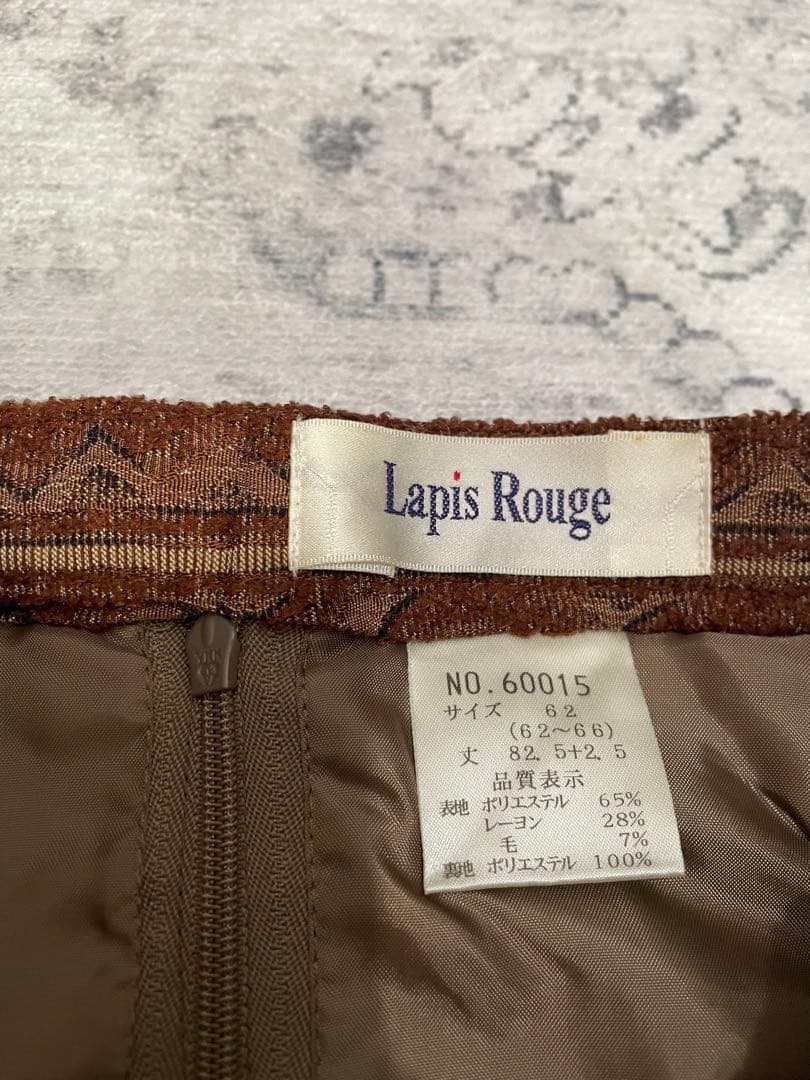 Lapis Rouge
YKK
NO.60015
サイズ 62
(62～66)
丈 82.5+2.5
品質表示
表地 ポリエステル 65%
レーヨン 28%
毛 7%
裏地 ポリエステル 100%